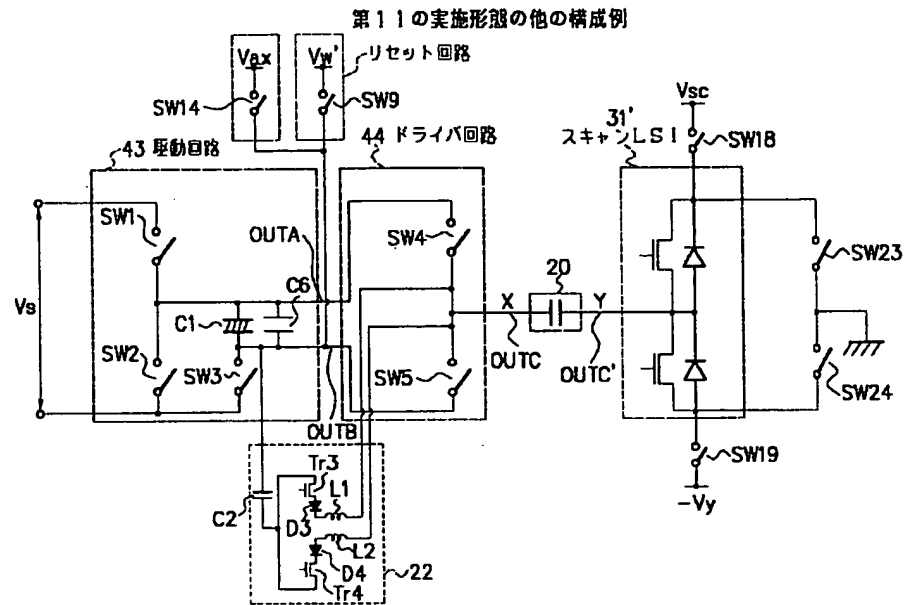 第11の実施形態の他の構成例
Vax
Vw'
リセット回路
SW14
SW9
Vsc
31'
スキャンLSI
SW18
43 駆動回路
44 ドライバ回路
SW1
OUTA
SW4
SW23
C6
20
Vs
C1
X
Y
SW2
SW3
SW5
OUTC
OUTC'
SW24
OUTB
SW19
Tr3
L1
-Vy
C2
D3
L2
D4
22
Tr4